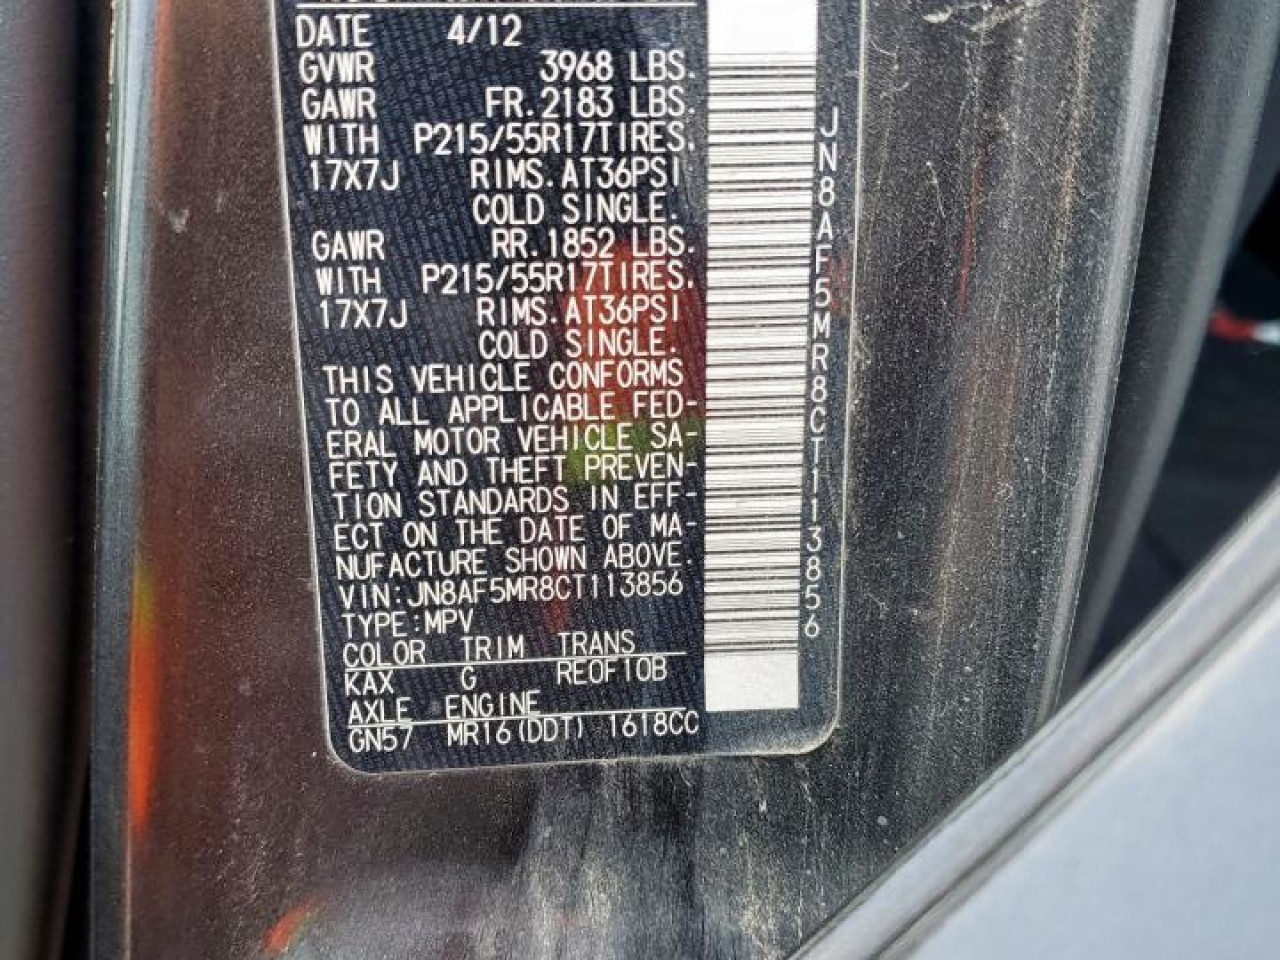 DATE 4/12
GVWR 3968 LBS.
GAWR FR.2183 LBS.
WITH P215/55R17TIRES.
17X7J RIMS.AT36PSI
COLD SINGLE.
GAWR RR.1852 LBS.
WITH P215/55R17TIRES.
17X7J RIMS.AT36PSI
COLD SINGLE.
THIS VEHICLE CONFORMS
TO ALL APPLICABLE FED-
ERAL MOTOR VEHICLE SA-
FETY AND THEFT PREVEN-
TION STANDARDS IN EFF-
ECT ON THE DATE OF MA-
NUFACTURE SHOWN ABOVE.
VIN:JN8AF5MR8CT113856
TYPE:MPV
COLOR TRIM TRANS
KAX G RE0F10B
AXLE ENGINE
GN57 MR16(DDT) 1618CC
JN8AF5MR8CT113856